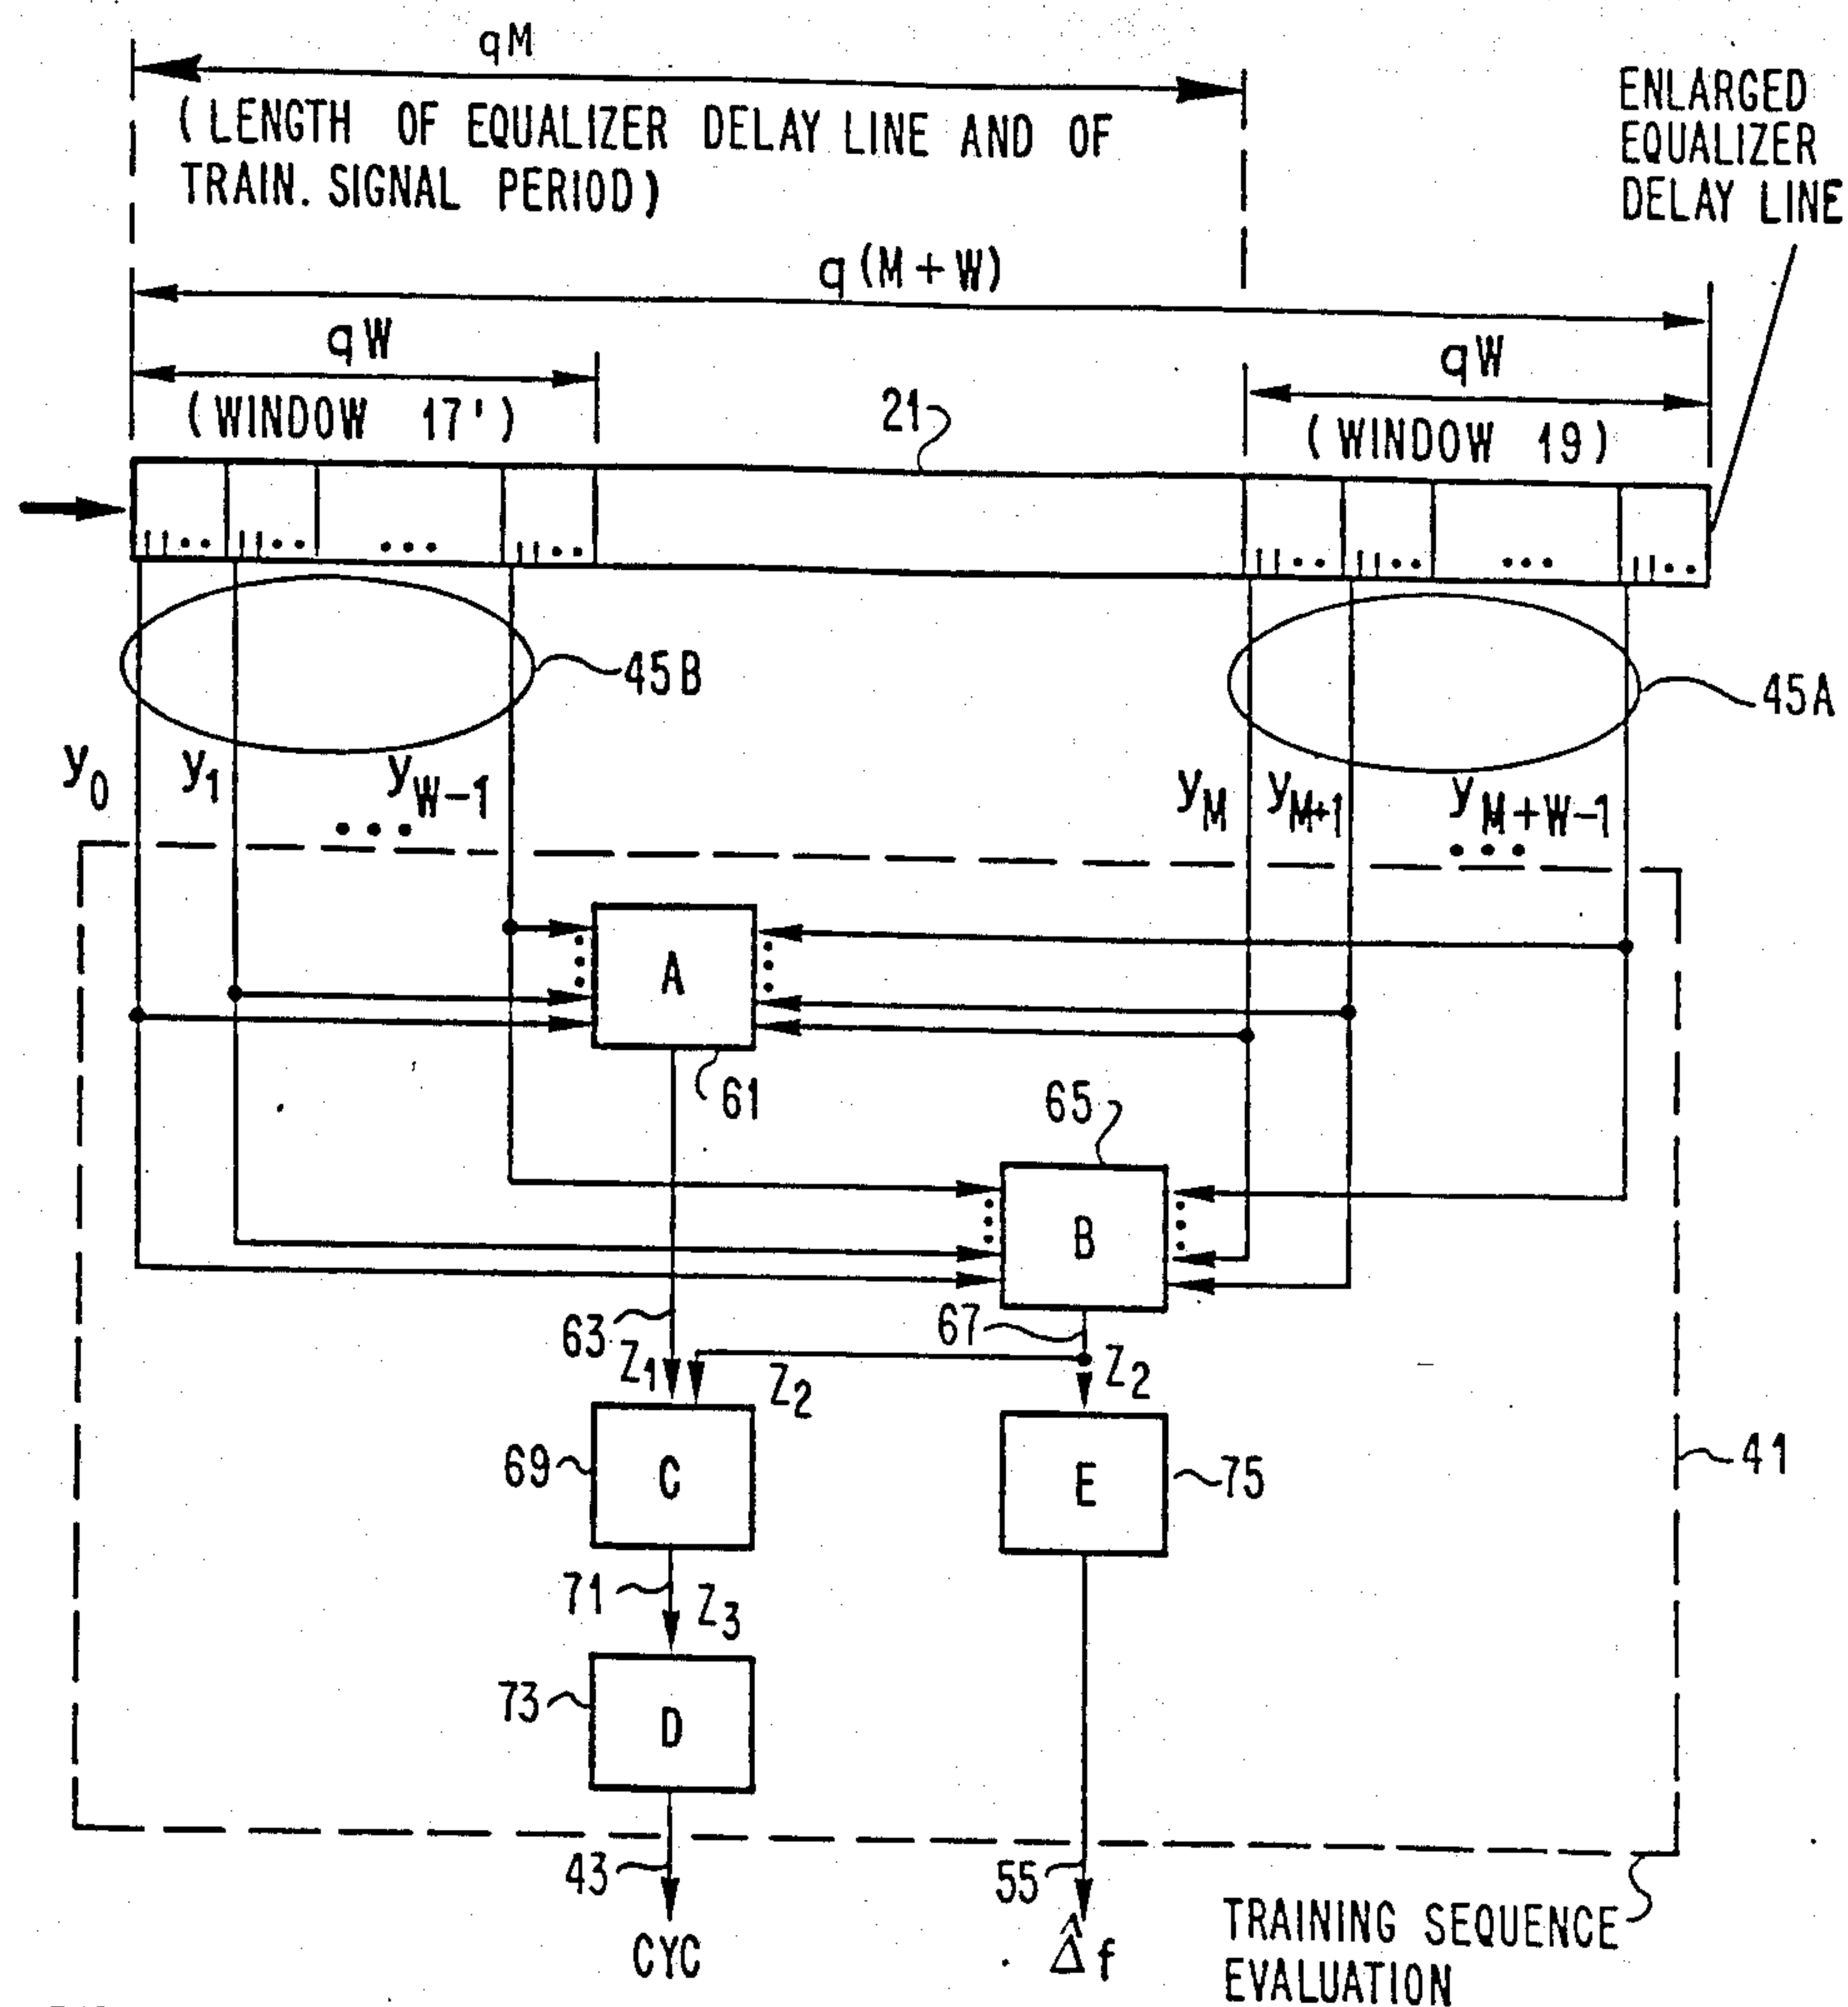 qM
(LENGTH OF EQUALIZER DELAY LINE AND OF
TRAIN. SIGNAL PERIOD)
ENLARGED
EQUALIZER
DELAY LINE
q(M+W)
qW
(WINDOW 17')
21
qW
(WINDOW 19)
45B
45A
y0 y1 yW-1
...
yM yM+1 yM+W-1
...
A
61
65
B
63
67
Z1
Z2
Z2
69
C
E
75
41
71
Z3
73
D
43
55
CYC
Δ̂f
TRAINING SEQUENCE
EVALUATION